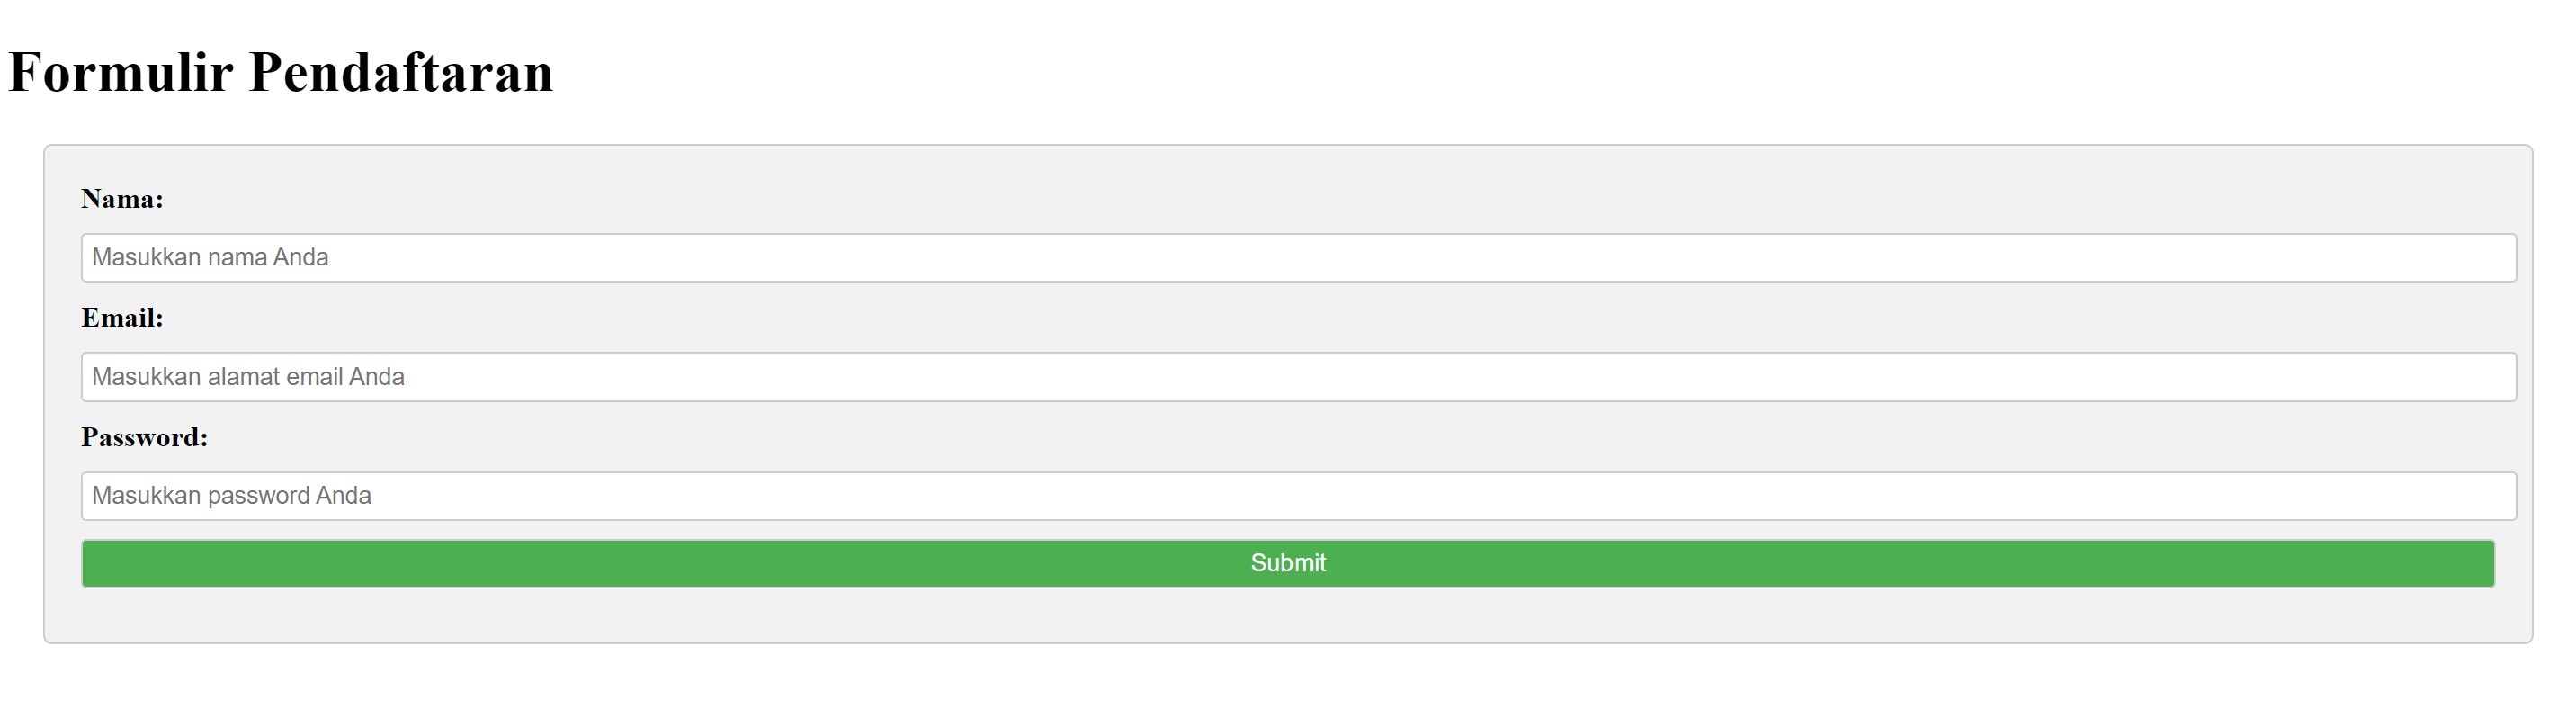 Formulir Pendaftaran
Nama:
Masukkan nama Anda
Email:
Masukkan alamat email Anda
Password:
Masukkan password Anda
Submit